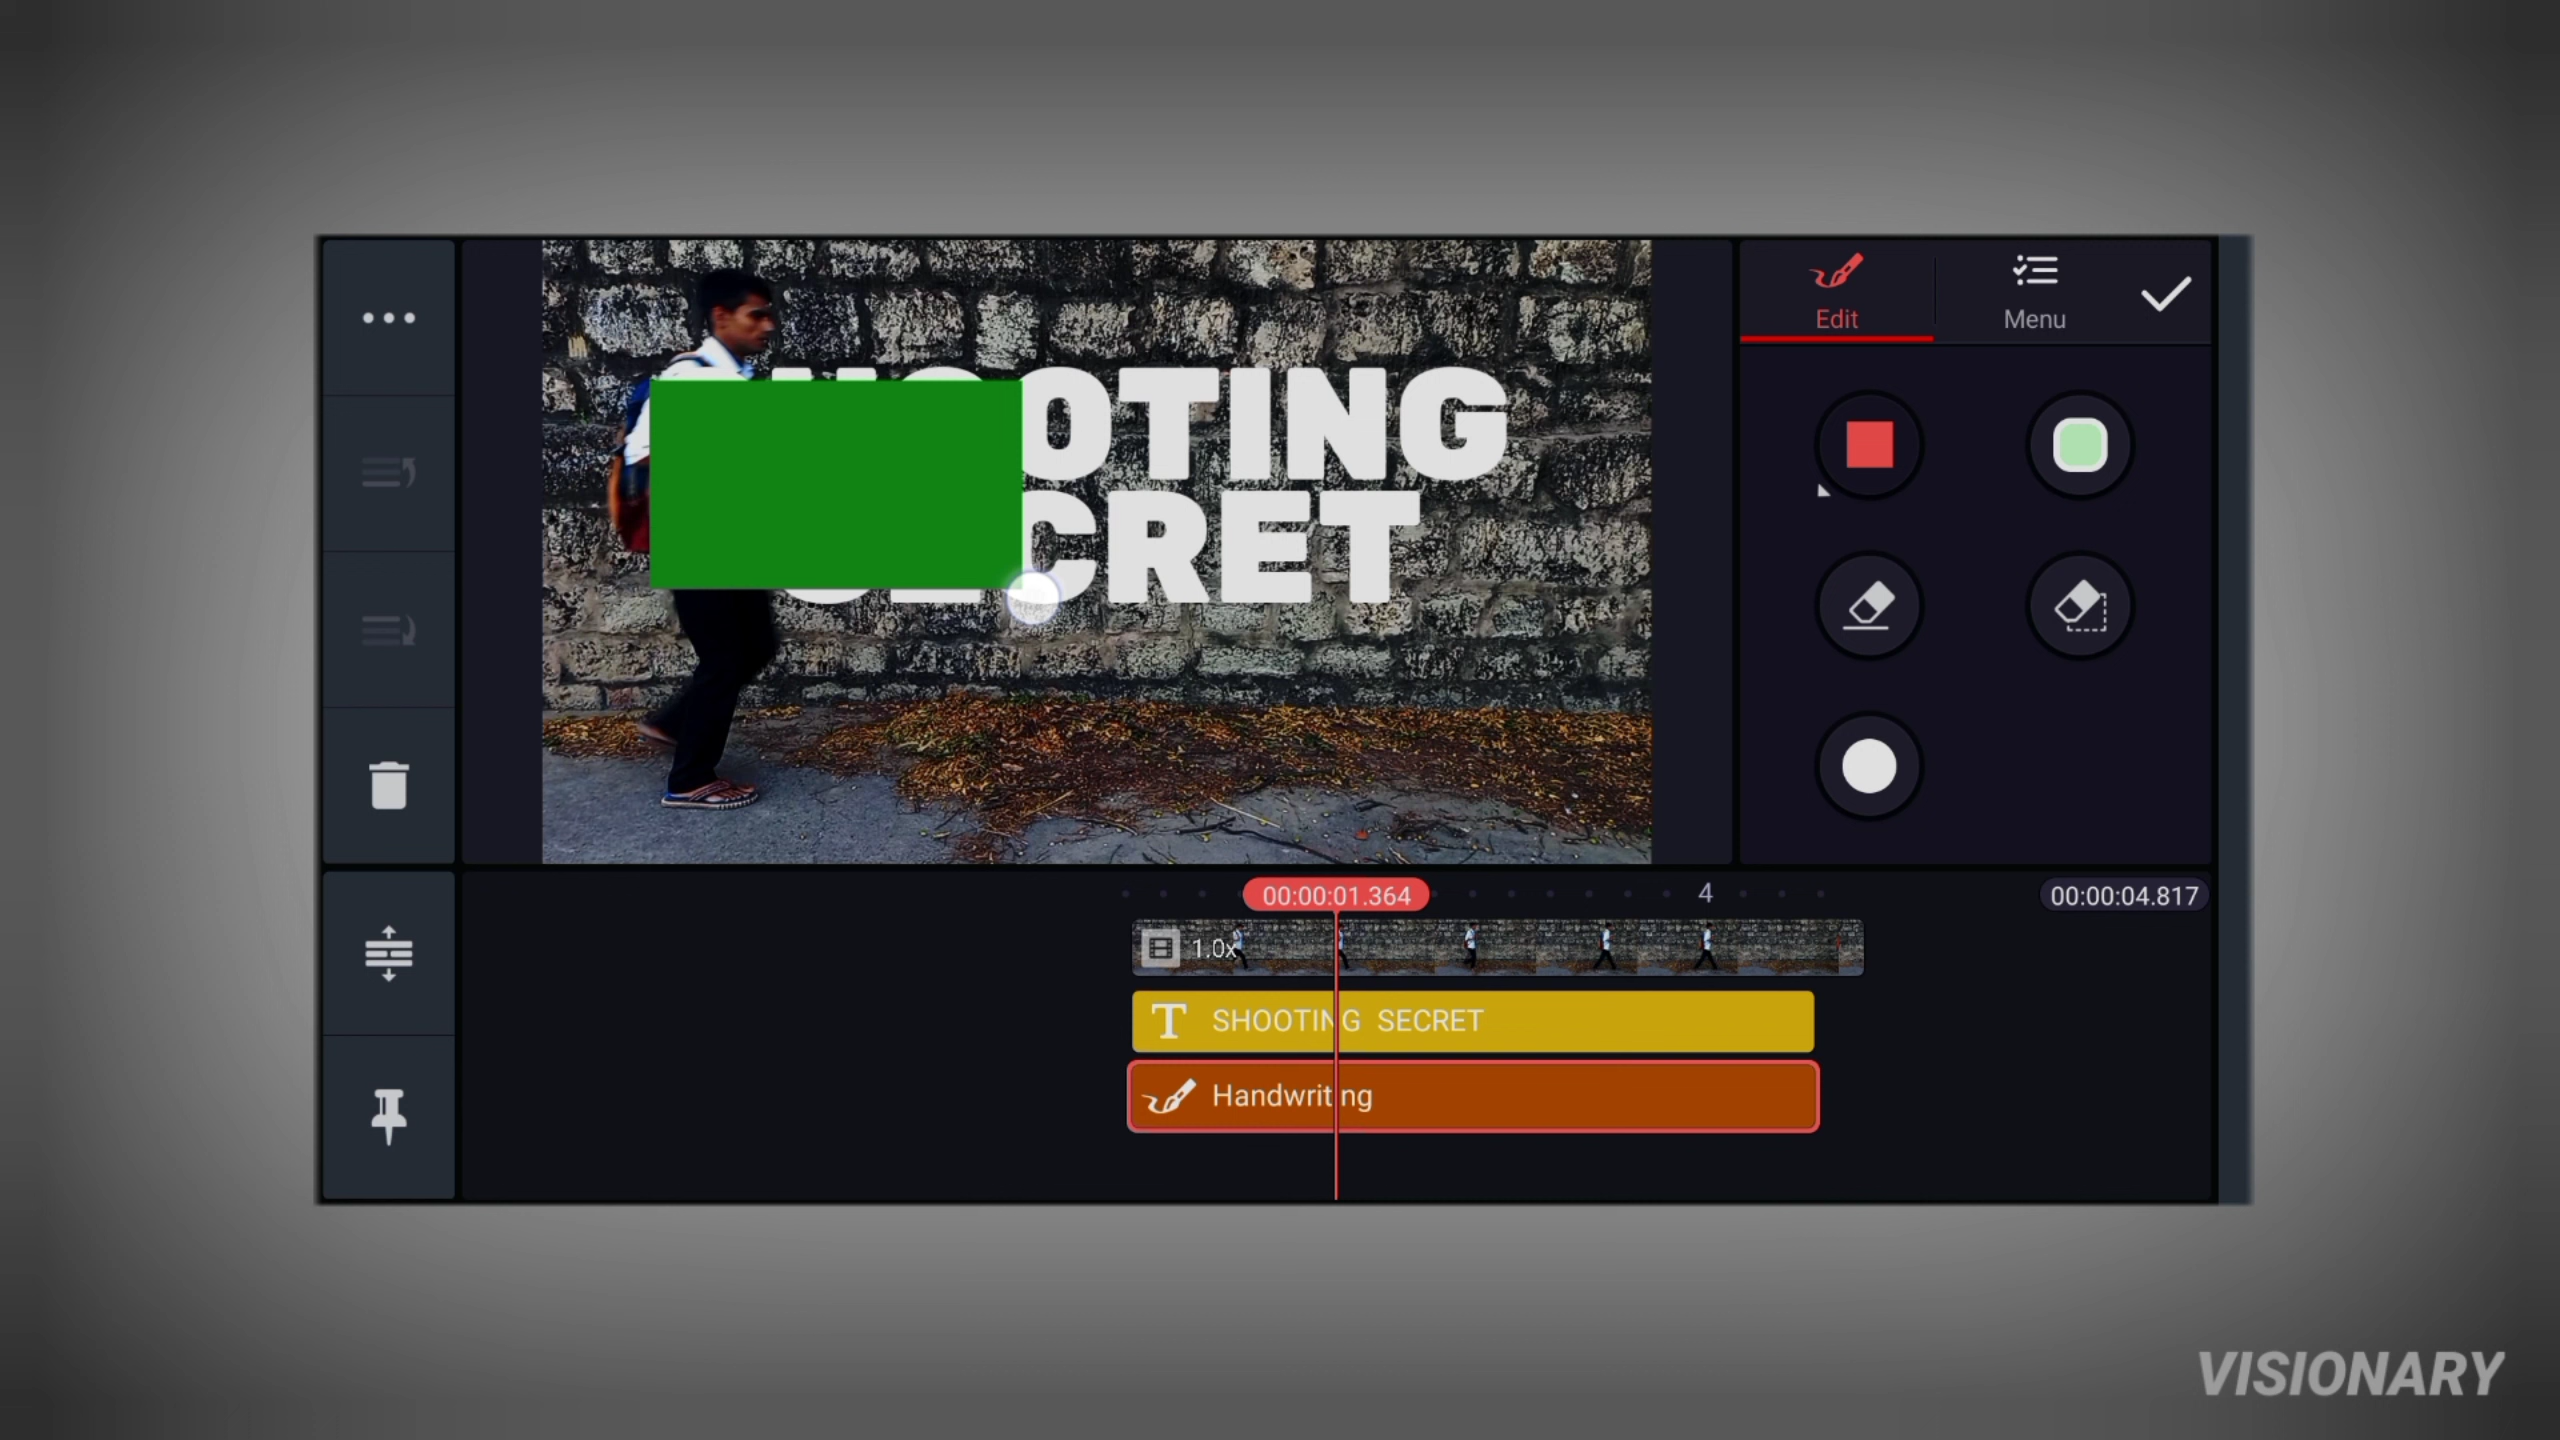 Edit
Menu
OTING
CRET
00:00:01.364
4
00:00:04.817
1.0x
T SHOOTING SECRET
Handwriting
VISIONARY